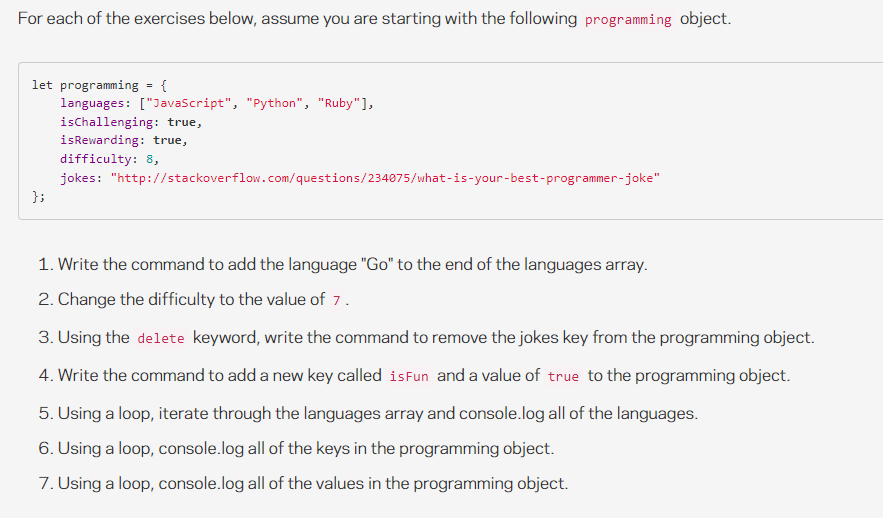 For each of the exercises below, assume you are starting with the following programming object.
let programming = {
    languages: ["JavaScript", "Python", "Ruby"],
    isChallenging: true,
    isRewarding: true,
    difficulty: 8,
    jokes: "http://stackoverflow.com/questions/234075/what-is-your-best-programmer-joke"
};
1. Write the command to add the language "Go" to the end of the languages array.
2. Change the difficulty to the value of 7 .
3. Using the delete keyword, write the command to remove the jokes key from the programming object.
4. Write the command to add a new key called isFun and a value of true to the programming object.
5. Using a loop, iterate through the languages array and console.log all of the languages.
6. Using a loop, console.log all of the keys in the programming object.
7. Using a loop, console.log all of the values in the programming object.